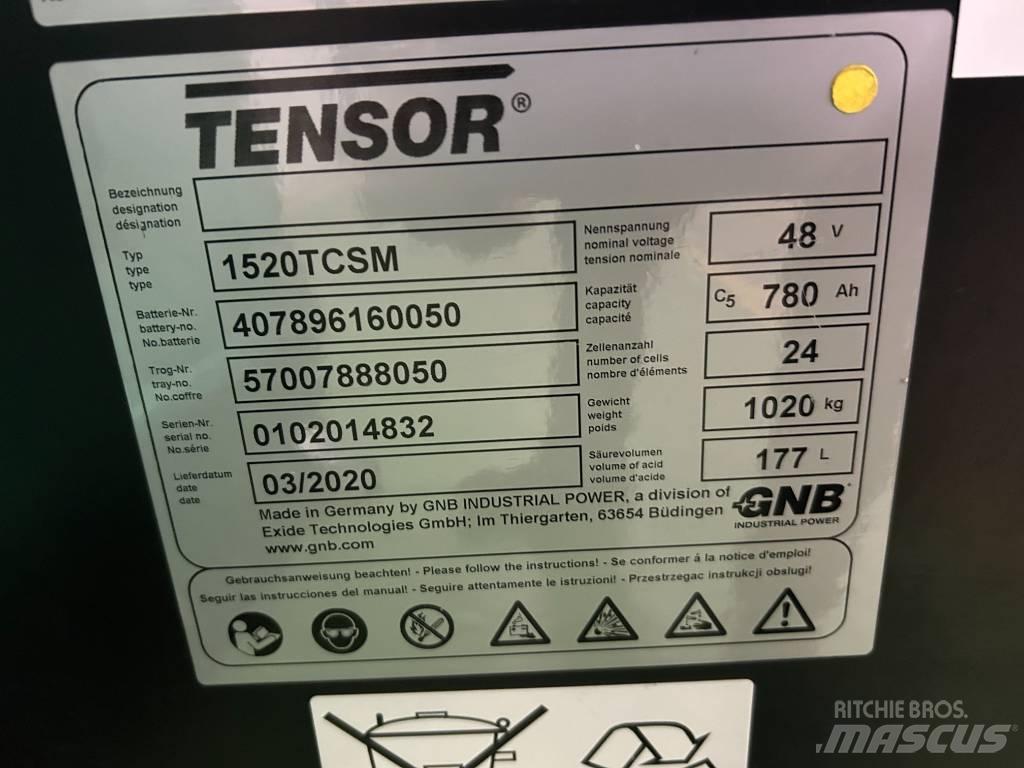 TENSOR®
Bezeichnung
designation
désignation
Typ
type
type
1520TCSM
Nennspannung
nominal voltage
tension nominale
48 V
Batterie-Nr.
battery-no.
No.batterie
407896160050
Kapazität
capacity
capacité
C5 780 Ah
Trog-Nr.
tray-no.
No.coffre
57007888050
Zellenanzahl
number of cells
nombre d'éléments
24
Serien-Nr.
serial no.
No.série
0102014832
Gewicht
weight
poids
1020 kg
Lieferdatum
date
date
03/2020
Säurevolumen
volume of acid
volume d'acide
177 L
Made in Germany by GNB INDUSTRIAL POWER, a division of
Exide Technologies GmbH; Im Thiergarten, 63654 Büdingen
www.gnb.com
GNB
INDUSTRIAL POWER
Gebrauchsanweisung beachten! - Please follow the instructions! - Se conformer á la notice d'emploi!
Seguir las instrucciones del manual! - Seguire attentamente le istruzioni! - Przestrzegac instrukcji obslugi!
RITCHIE BROS.
MASCUS